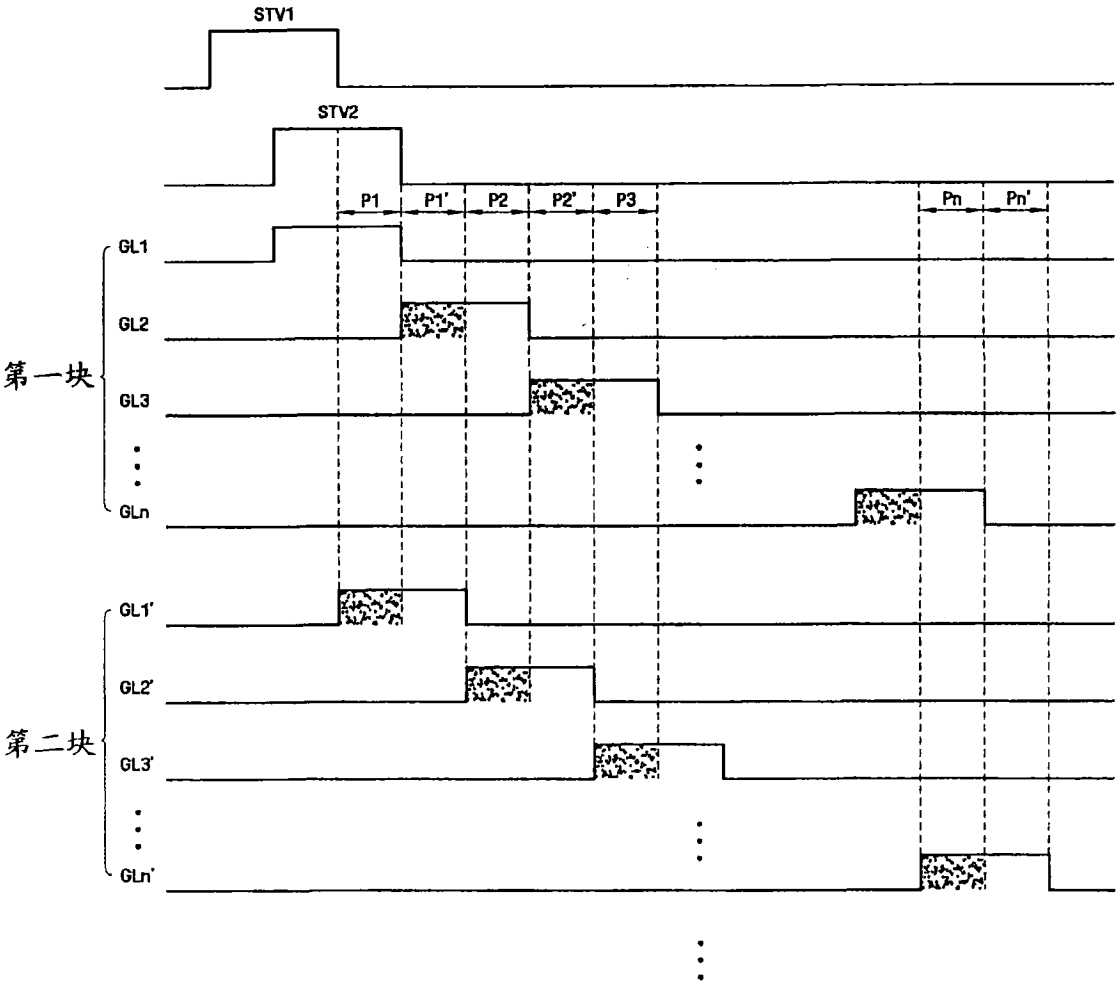 STV1
STV2
P1 P1' P2 P2' P3 Pn Pn'
GL1
GL2
第一块
GL3
GLn
GL1'
GL2'
第二块
GL3'
GLn'